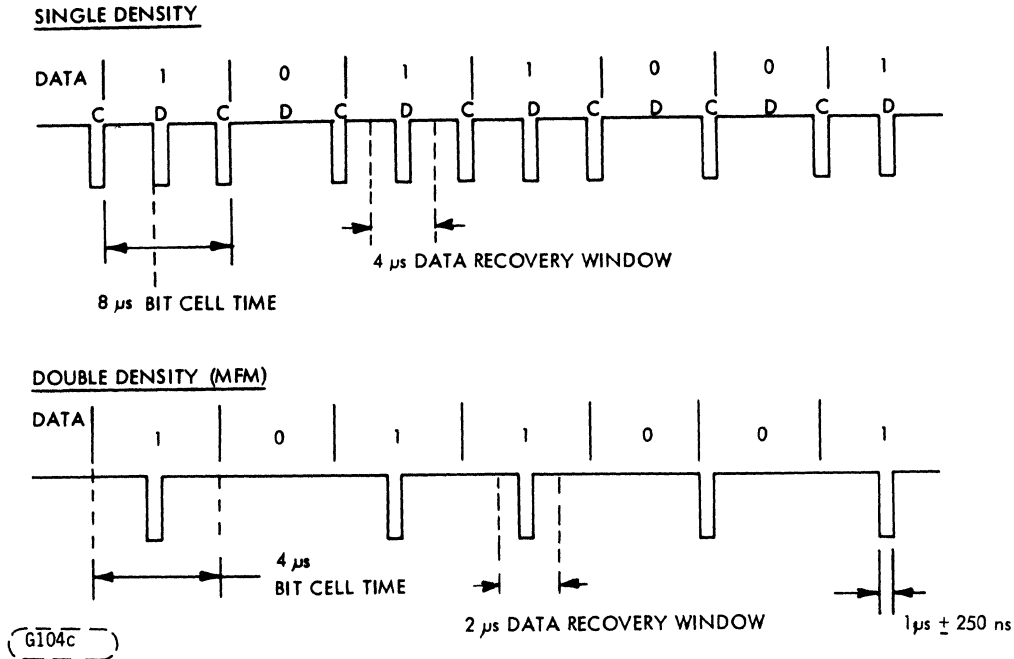 SINGLE DENSITY
DATA 1 0 1 1 0 0 1
C D C D C D C D C D C D C D
8 µs BIT CELL TIME
4 µs DATA RECOVERY WINDOW
DOUBLE DENSITY (MFM)
DATA 1 0 1 1 0 0 1
4 µs
BIT CELL TIME
2 µs DATA RECOVERY WINDOW
1µs ± 250 ns
G104c